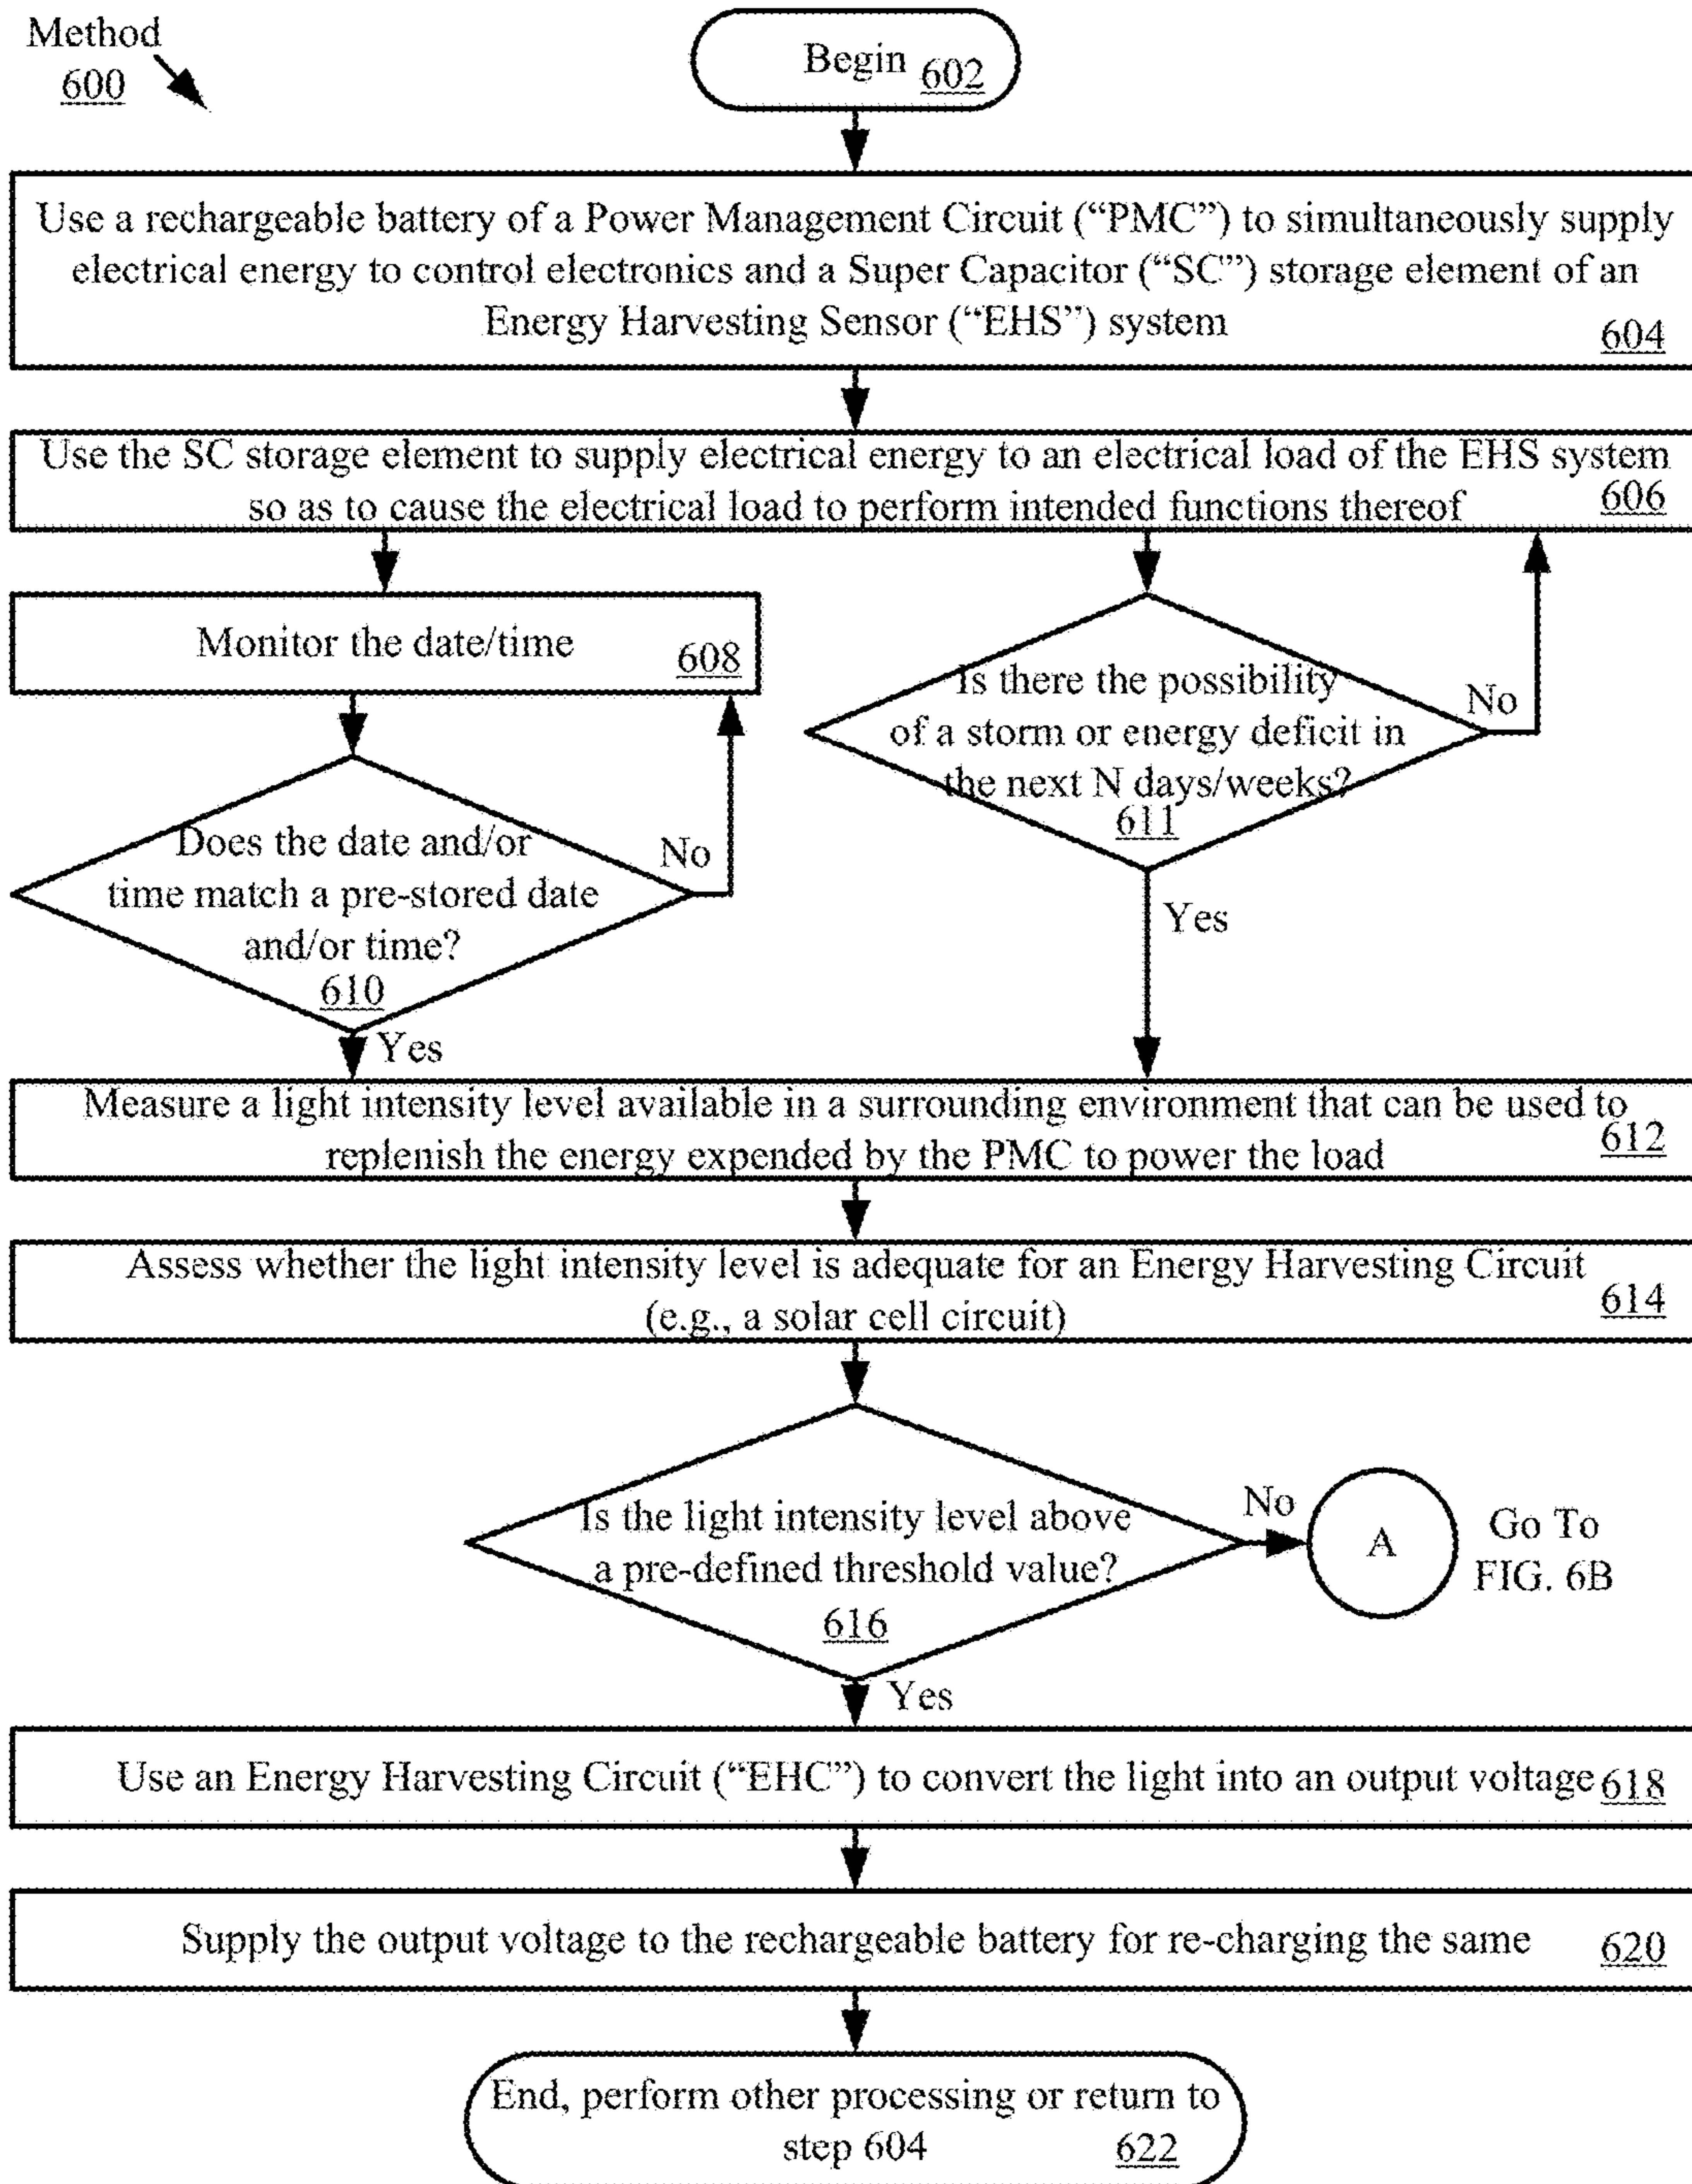 Method
600
Begin 602
Use a rechargeable battery of a Power Management Circuit (“PMC”) to simultaneously supply
electrical energy to control electronics and a Super Capacitor (“SC”) storage element of an
Energy Harvesting Sensor (“EHS”) system
604
Use the SC storage element to supply electrical energy to an electrical load of the EHS system
so as to cause the electrical load to perform intended functions thereof
606
Monitor the date/time
608
Is there the possibility
of a storm or energy deficit in
the next N days/weeks?
611
No
Yes
Does the date and/or
time match a pre-stored date
and/or time?
610
No
Yes
Measure a light intensity level available in a surrounding environment that can be used to
replenish the energy expended by the PMC to power the load
612
Assess whether the light intensity level is adequate for an Energy Harvesting Circuit
(e.g., a solar cell circuit)
614
Is the light intensity level above
a pre-defined threshold value?
616
No
A
Go To
FIG. 6B
Yes
Use an Energy Harvesting Circuit (“EHC”) to convert the light into an output voltage 618
Supply the output voltage to the rechargeable battery for re-charging the same 620
End, perform other processing or return to
step 604 622